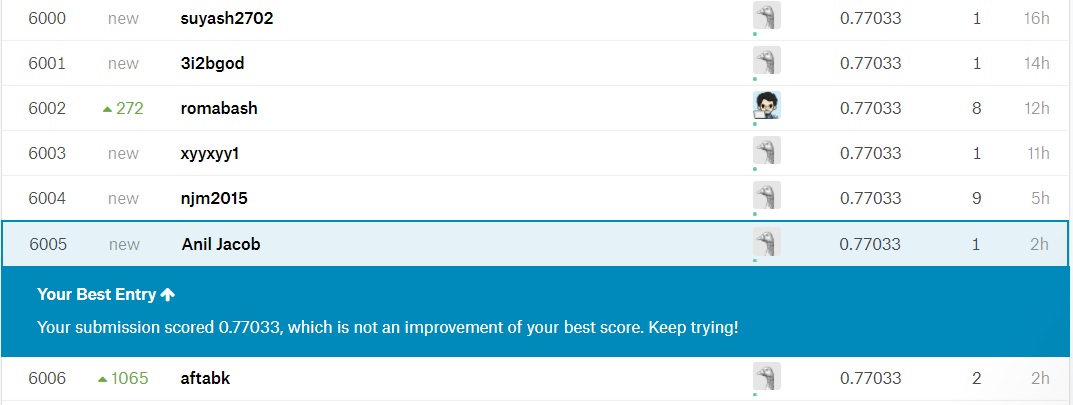 6000 new suyash2702 0.77033 1 16h
6001 new 3i2bgod 0.77033 1 14h
6002 272 romabash 0.77033 8 12h
6003 new xyyxyy1 0.77033 1 11h
6004 new njm2015 0.77033 9 5h
6005 new Anil Jacob 0.77033 1 2h
Your Best Entry
Your submission scored 0.77033, which is not an improvement of your best score. Keep trying!
6006 1065 aftabk 0.77033 2 2h